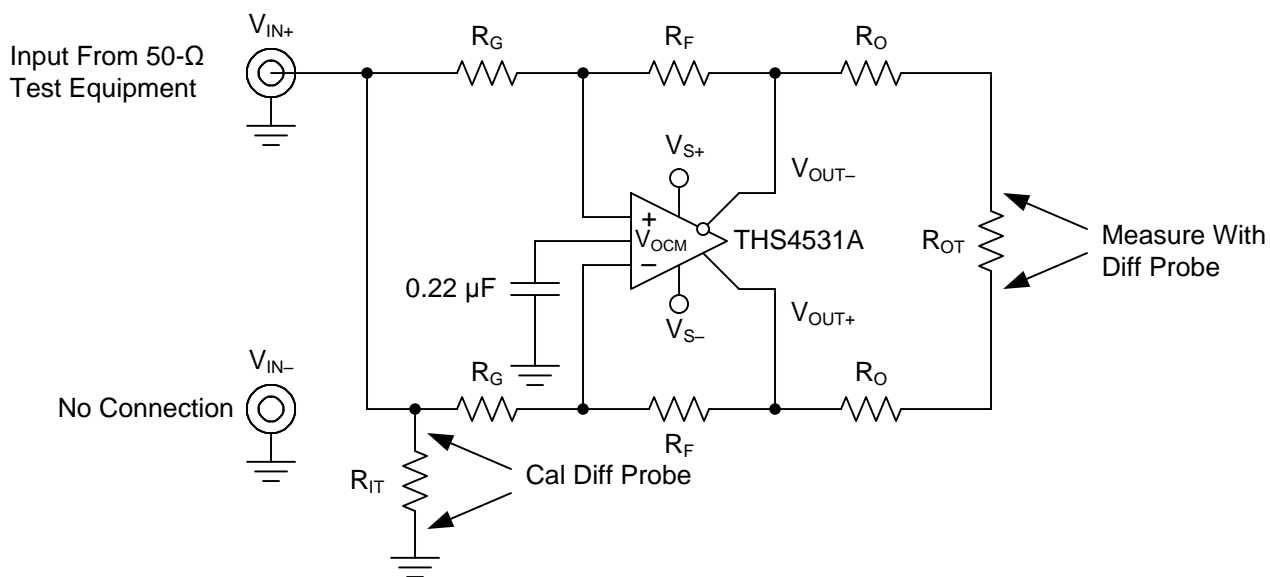 V_IN+
Input From 50-Ω
Test Equipment
R_G
R_F
R_O
V_S+
V_OUT–
+
V_OCM
–
THS4531A
R_OT
Measure With
Diff Probe
0.22 µF
V_S–
V_OUT+
V_IN–
No Connection
R_G
R_F
R_O
R_IT
Cal Diff Probe